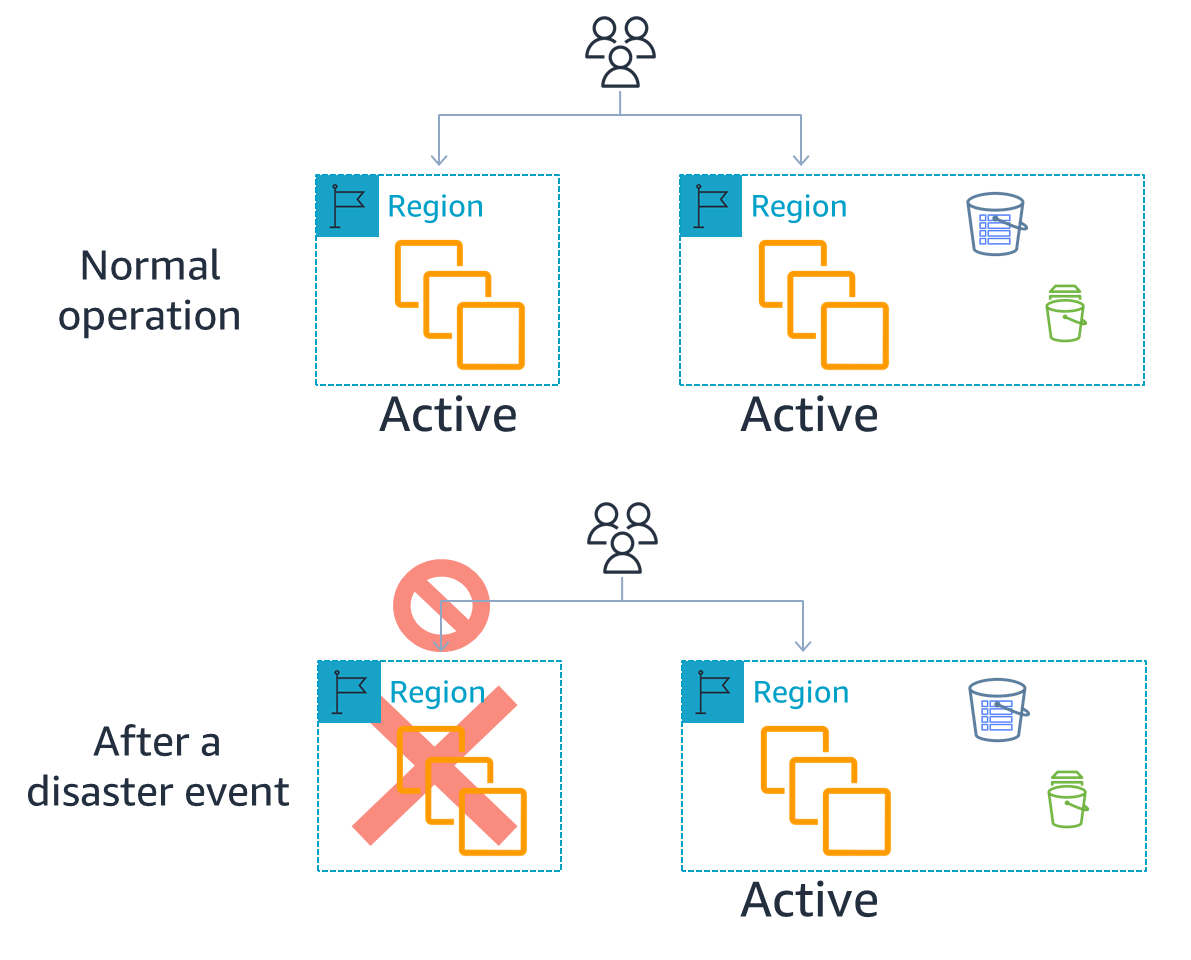 Region
Region
Normal
operation
Active
Active
Region
Region
After a
disaster event
Active